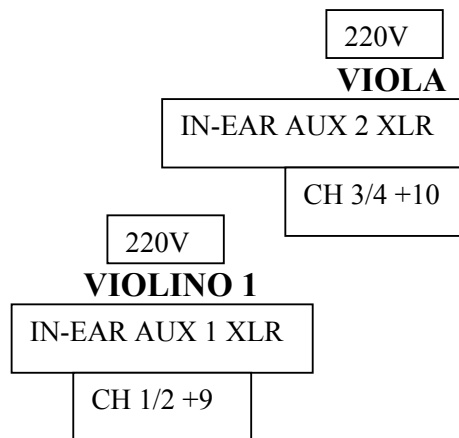 220V
VIOLA
IN-EAR AUX 2 XLR
CH 3/4 +10
220V
VIOLINO 1
IN-EAR AUX 1 XLR
CH 1/2 +9